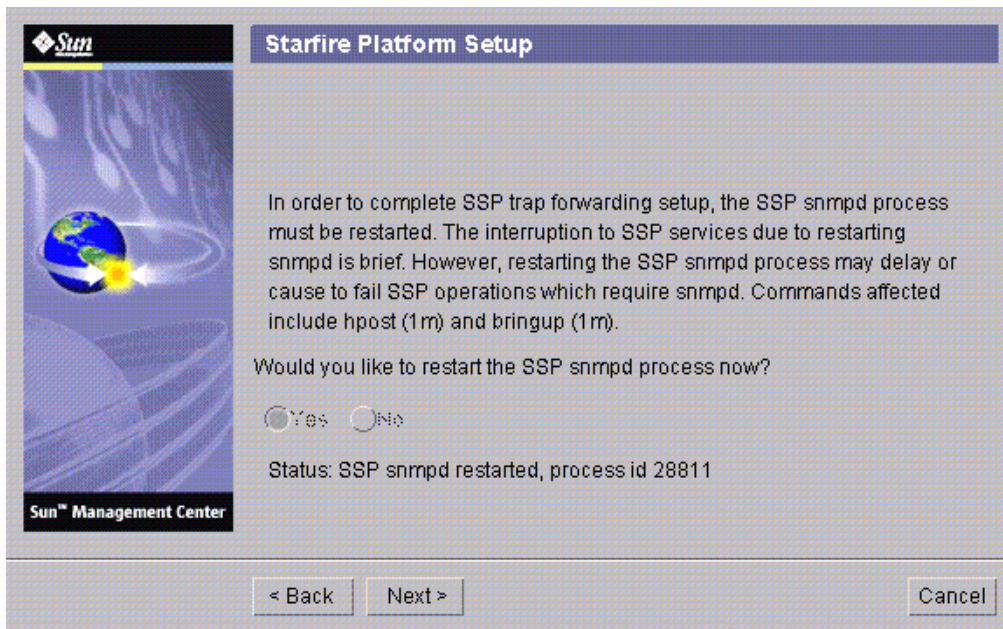 Sun
Starfire Platform Setup
In order to complete SSP trap forwarding setup, the SSP snmpd process
must be restarted. The interruption to SSP services due to restarting
snmpd is brief. However, restarting the SSP snmpd process may delay or
cause to fail SSP operations which require snmpd. Commands affected
include hpost (1m) and bringup (1m).
Would you like to restart the SSP snmpd process now?
Yes No
Status: SSP snmpd restarted, process id 28811
Sun™ Management Center
< Back Next > Cancel